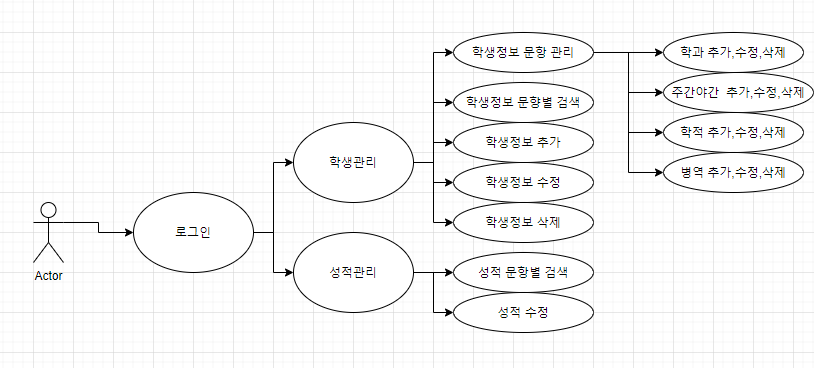 Actor
로그인
학생관리
성적관리
학생정보 문항 관리
학생정보 문항별 검색
학생정보 추가
학생정보 수정
학생정보 삭제
성적 문항별 검색
성적 수정
학과 추가,수정,삭제
주간야간 추가,수정,삭제
학적 추가,수정,삭제
병역 추가,수정,삭제